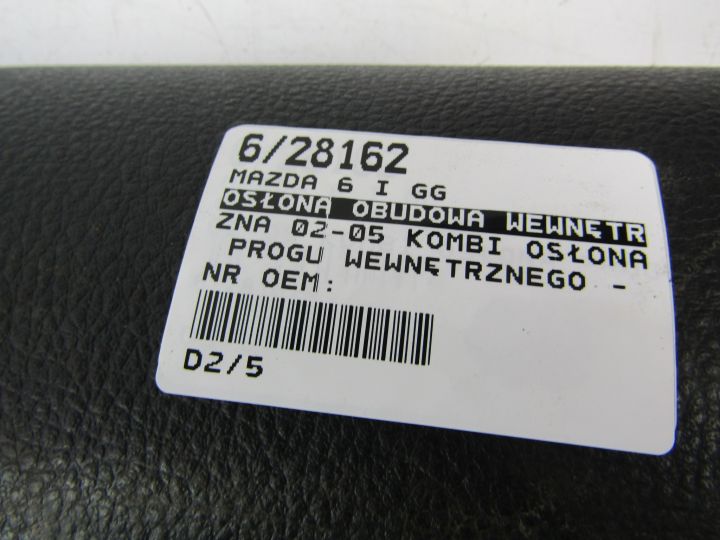 6/28162
MAZDA 6 I GG
OSŁONA OBUDOWA WEWNĘTR
ZNA 02-05 KOMBI OSŁONA
PROGU WEWNĘTRZNEGO -
NR OEM:
D2/5